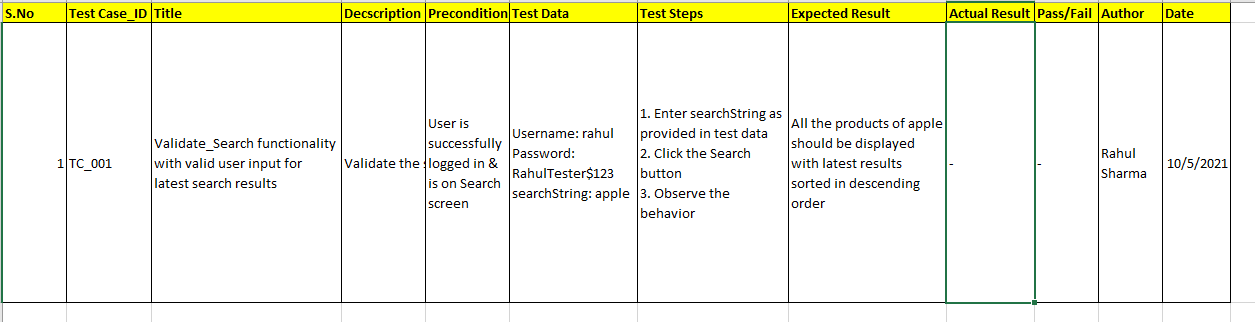 S.No Test Case_ID Title Decscription Precondition Test Data Test Steps Expected Result Actual Result Pass/Fail Author Date
1 TC_001
Validate_Search functionality
with valid user input for
latest search results
Validate the
User is
successfully
logged in &
is on Search
screen
Username: rahul
Password:
RahulTester$123
searchString: apple
1. Enter searchString as
provided in test data
2. Click the Search
button
3. Observe the
behavior
All the products of apple
should be displayed
with latest results
sorted in descending
order
-
-
Rahul
Sharma
10/5/2021